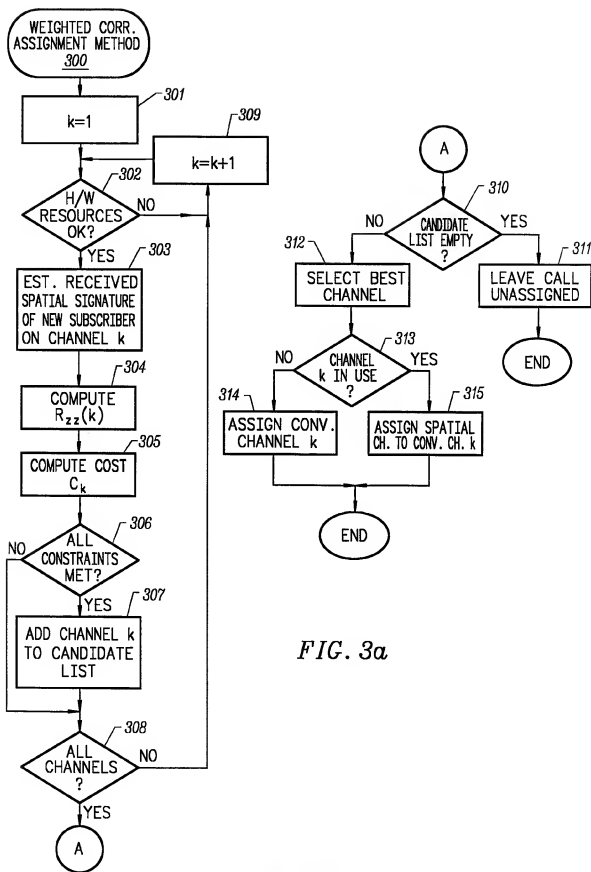 WEIGHTED CORR.
ASSIGNMENT METHOD
300
301
k=1
309
k=k+1
302
H/W
RESOURCES
OK?
NO
YES
303
EST. RECEIVED
SPATIAL SIGNATURE
OF NEW SUBSCRIBER
ON CHANNEL k
304
COMPUTE
Rzz(k)
305
COMPUTE COST
Ck
306
NO
ALL
CONSTRAINTS
MET?
YES
307
ADD CHANNEL k
TO CANDIDATE
LIST
308
ALL
CHANNELS
?
NO
YES
A
A
310
NO
CANDIDATE
LIST EMPTY
?
YES
312
SELECT BEST
CHANNEL
311
LEAVE CALL
UNASSIGNED
END
313
NO
CHANNEL
k IN USE
?
YES
314
ASSIGN CONV.
CHANNEL k
315
ASSIGN SPATIAL
CH. TO CONV. CH. k
END
FIG. 3a